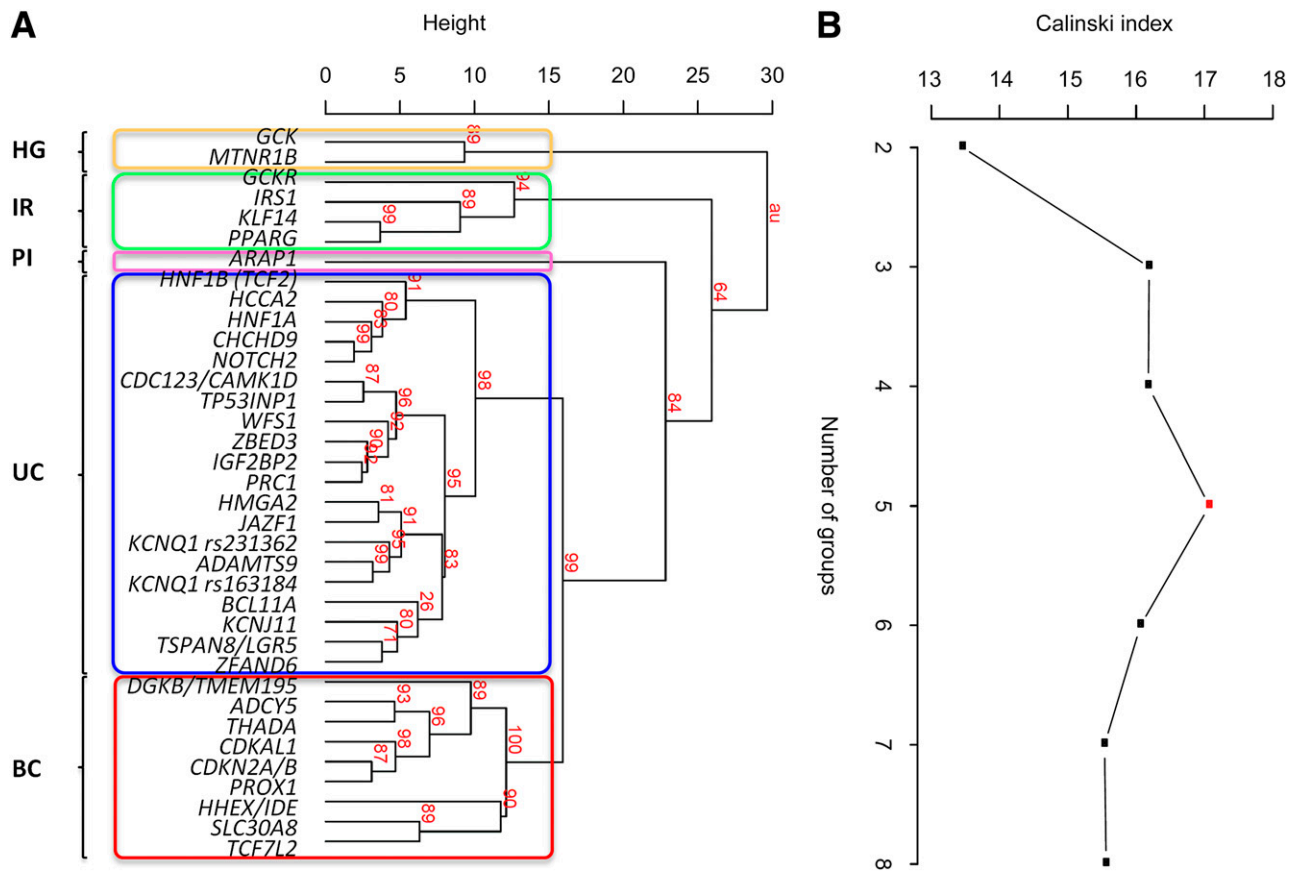 A
Height
0 5 10 15 20 25 30
HG
GCK
MTNR1B
89
IR
GCKR
IRS1
KLF14
PPARG
94
89
99
au
PI
ARAP1
64
UC
HNF1B (TCF2)
HCCA2
HNF1A
CHCHD9
NOTCH2
CDC123/CAMK1D
TP53INP1
WFS1
ZBED3
IGF2BP2
PRC1
HMGA2
JAZF1
KCNQ1 rs231362
ADAMTS9
KCNQ1 rs163184
BCL11A
KCNJ11
TSPAN8/LGR5
ZFAND6
91
80
83
99
98
84
87
96
92
90
95
81
91
95
99
83
99
26
80
71
BC
DGKB/TMEM195
ADCY5
THADA
CDKAL1
CDKN2A/B
PROX1
HHEX/IDE
SLC30A8
TCF7L2
89
93
96
98
87
100
90
89
B
Calinski index
13 14 15 16 17 18
Number of groups
2
3
4
5
6
7
8